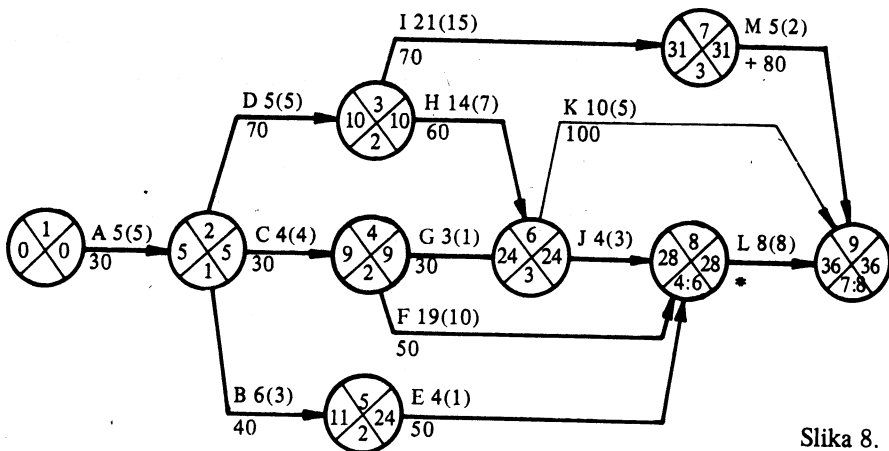 I 21(15)
70
7
31 31
3
M 5(2)
+ 80
D 5(5)
70
3
10 10
2
H 14(7)
60
K 10(5)
100
1
0 0
A 5(5)
30
2
5 5
1
C 4(4)
30
4
9 9
2
G 3(1)
30
6
24 24
3
J 4(3)
8
28 28
4:6
L 8(8)
*
9
36 36
7:8
F 19(10)
50
B 6(3)
40
5
11 24
2
E 4(1)
50
Slika 8.